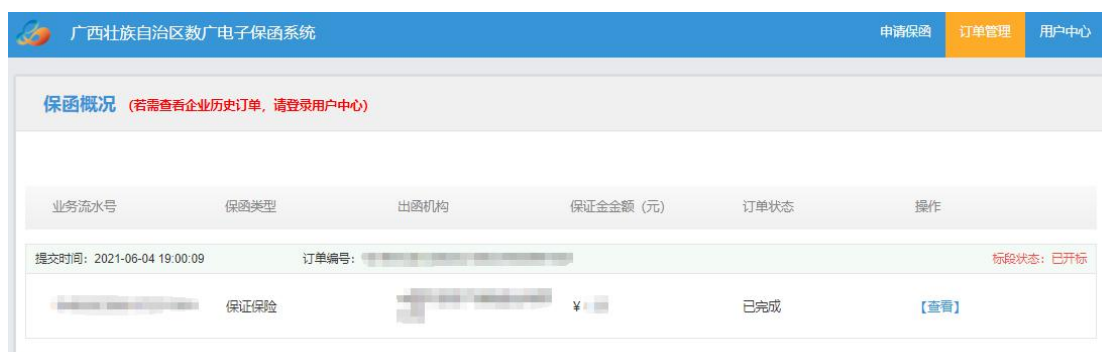 广西壮族自治区数广电子保函系统 申请保函 订单管理 用户中心
保函概况 (若需查看企业历史订单，请登录用户中心)
业务流水号 保函类型 出函机构 保证金金额（元） 订单状态 操作
提交时间：2021-06-04 19:00:09 订单编号： 标段状态：已开标
保证保险 ¥ 已完成 【查看】